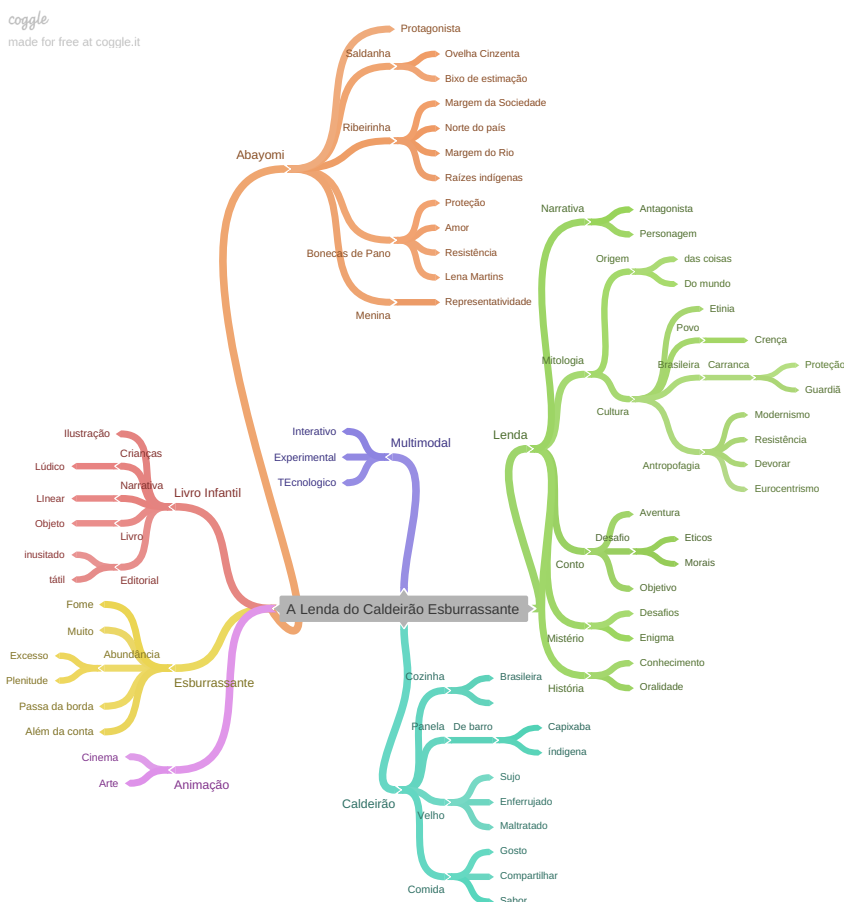 coggle
made for free at coggle.it
A Lenda do Caldeirão Esburrassante
Abayomi
Protagonista
Saldanha
Ovelha Cinzenta
Bixo de estimação
Ribeirinha
Margem da Sociedade
Norte do país
Margem do Rio
Raízes indígenas
Bonecas de Pano
Proteção
Amor
Resistência
Lena Martins
Menina
Representatividade
Lenda
Narrativa
Antagonista
Personagem
Mitologia
Origem
das coisas
Do mundo
Cultura
Etinia
Povo
Crença
Brasileira
Carranca
Proteção
Guardiã
Antropofagia
Modernismo
Resistência
Devorar
Eurocentrismo
Conto
Aventura
Desafio
Eticos
Morais
Objetivo
Mistério
Desafios
Enigma
História
Conhecimento
Oralidade
Multimodal
Interativo
Experimental
TEcnologico
Livro Infantil
Ilustração
Crianças
Lúdico
Narrativa
LInear
Livro
Objeto
Editorial
inusitado
tátil
Esburrassante
Fome
Muito
Abundância
Excesso
Plenitude
Passa da borda
Além da conta
Animação
Cinema
Arte
Caldeirão
Cozinha
Brasileira
Panela
De barro
Capixaba
índigena
Velho
Sujo
Enferrujado
Maltratado
Comida
Gosto
Compartilhar
Sabor